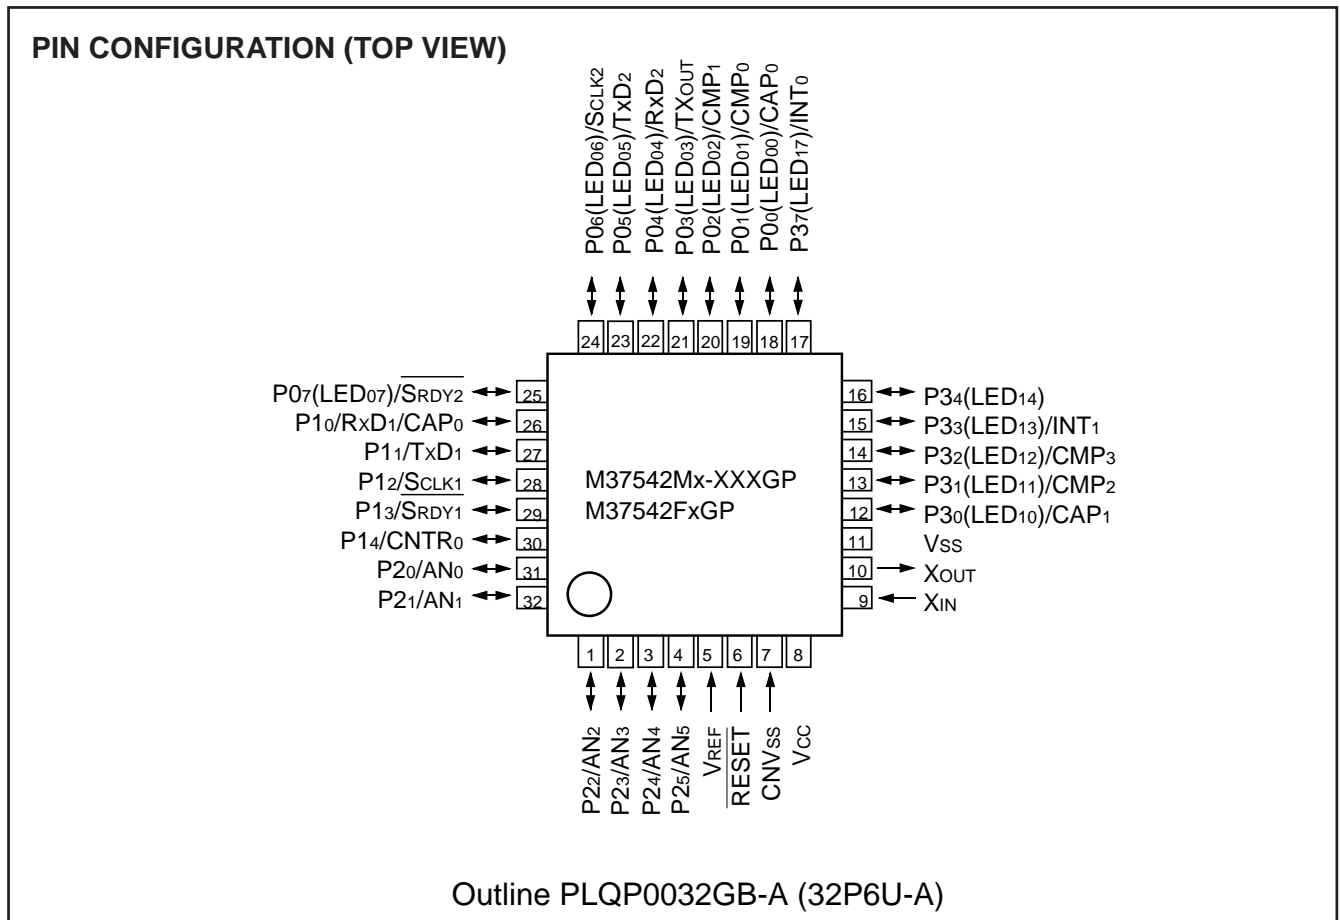 PIN CONFIGURATION (TOP VIEW)
P06(LED06)/SCLK2
P05(LED05)/TxD2
P04(LED04)/RxD2
P03(LED03)/TXOUT
P02(LED02)/CMP1
P01(LED01)/CMP0
P00(LED00)/CAP0
P37(LED17)/INT0
24 23 22 21 20 19 18 17
P07(LED07)/SRDY2 25
P10/RxD1/CAP0 26
P11/TxD1 27
P12/SCLK1 28
P13/SRDY1 29
P14/CNTR0 30
P20/AN0 31
P21/AN1 32
M37542Mx-XXXGP
M37542FxGP
16 P34(LED14)
15 P33(LED13)/INT1
14 P32(LED12)/CMP3
13 P31(LED11)/CMP2
12 P30(LED10)/CAP1
11 VSS
10 XOUT
9 XIN
1 2 3 4 5 6 7 8
P22/AN2
P23/AN3
P24/AN4
P25/AN5
VREF
RESET
CNVSS
VCC
Outline PLQP0032GB-A (32P6U-A)